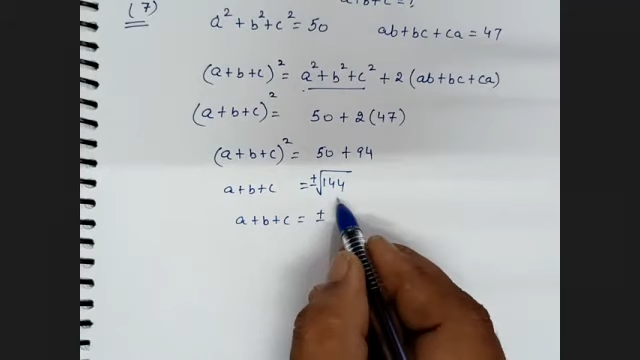 a+b+c = ?
(7)
a² + b² + c² = 50 ab + bc + ca = 47
(a+b+c)² = a² + b² + c² + 2 (ab + bc + ca)
(a+b+c)² = 50 + 2 (47)
(a+b+c)² = 50 + 94
a+b+c = ±√144
a+b+c = ±